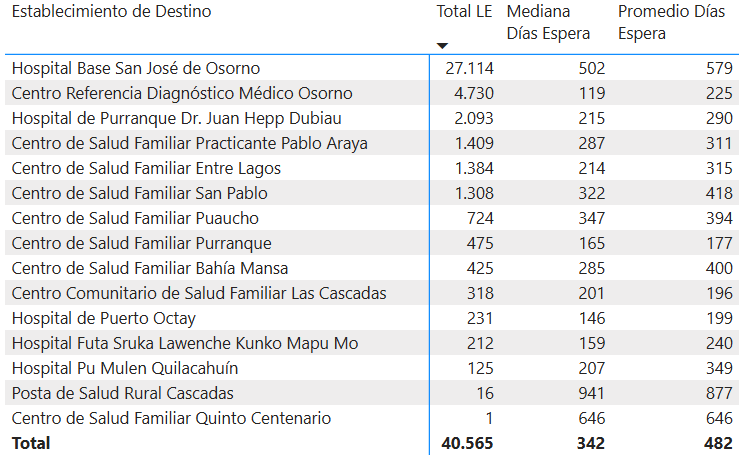 Establecimiento de Destino Total LE Mediana Promedio Días
Días Espera Espera
Hospital Base San José de Osorno 27.114 502 579
Centro Referencia Diagnóstico Médico Osorno 4.730 119 225
Hospital de Purranque Dr. Juan Hepp Dubiau 2.093 215 290
Centro de Salud Familiar Practicante Pablo Araya 1.409 287 311
Centro de Salud Familiar Entre Lagos 1.384 214 315
Centro de Salud Familiar San Pablo 1.308 322 418
Centro de Salud Familiar Puaucho 724 347 394
Centro de Salud Familiar Purranque 475 165 177
Centro de Salud Familiar Bahía Mansa 425 285 400
Centro Comunitario de Salud Familiar Las Cascadas 318 201 196
Hospital de Puerto Octay 231 146 199
Hospital Futa Sruka Lawenche Kunko Mapu Mo 212 159 240
Hospital Pu Mulen Quilacahuín 125 207 349
Posta de Salud Rural Cascadas 16 941 877
Centro de Salud Familiar Quinto Centenario 1 646 646
Total 40.565 342 482